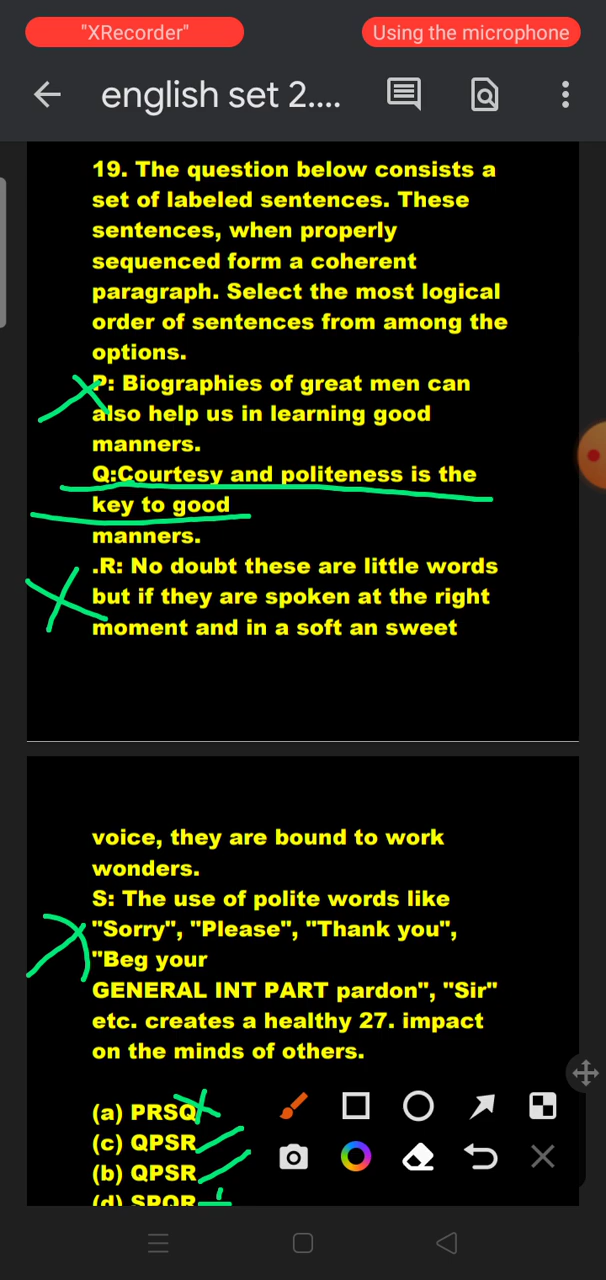 "XRecorder"
Using the microphone
english set 2....
19. The question below consists a
set of labeled sentences. These
sentences, when properly
sequenced form a coherent
paragraph. Select the most logical
order of sentences from among the
options.
P: Biographies of great men can
also help us in learning good
manners.
Q:Courtesy and politeness is the
key to good
manners.
.R: No doubt these are little words
but if they are spoken at the right
moment and in a soft an sweet
voice, they are bound to work
wonders.
S: The use of polite words like
"Sorry", "Please", "Thank you",
"Beg your
GENERAL INT PART pardon", "Sir"
etc. creates a healthy 27. impact
on the minds of others.
(a) PRSQ
(c) QPSR
(b) QPSR
(d) SPQR